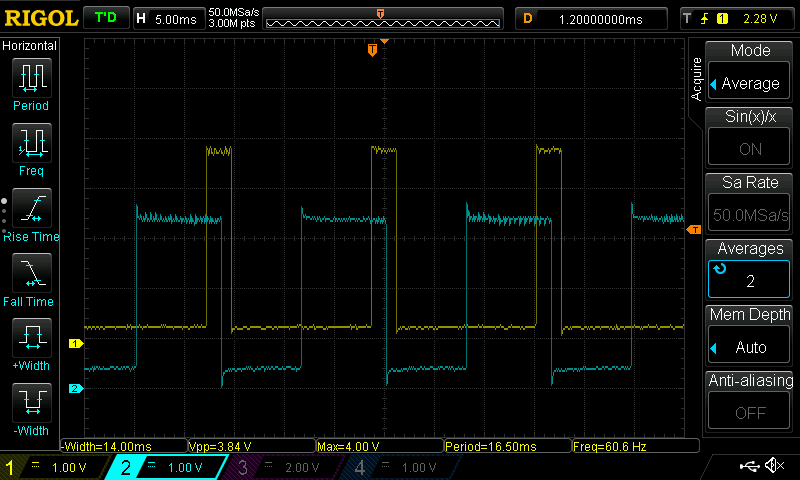 RIGOL T'D H 5.00ms 50.0MSa/s 3.00M pts T D 1.20000000ms T 1 2.28 V
Horizontal
Period
Freq
Rise Time
Fall Time
+Width
-Width
T
T
1
2
Acquire
Mode
Average
Sin(x)/x
ON
Sa Rate
50.0MSa/s
Averages
2
Mem Depth
Auto
Anti-aliasing
OFF
-Width=14.00ms Vpp=3.84 V Max=4.00 V Period=16.50ms Freq=60.6 Hz
1 1.00 V 2 1.00 V 3 2.00 V 4 1.00 V